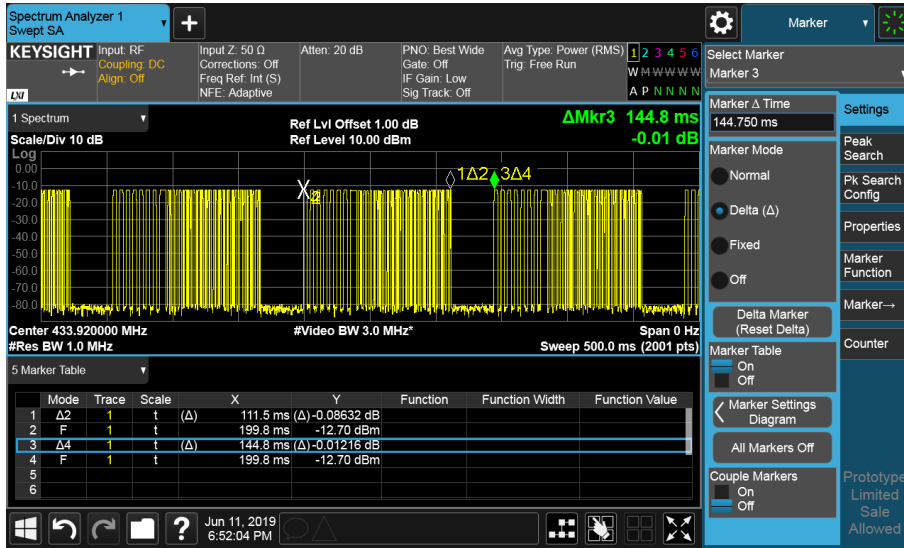 Spectrum Analyzer 1
Swept SA
+
Marker
KEYSIGHT
LXI
Input: RF
Coupling: DC
Align: Off
Input Z: 50 Ω
Corrections: Off
Freq Ref: Int (S)
NFE: Adaptive
Atten: 20 dB
PNO: Best Wide
Gate: Off
IF Gain: Low
Sig Track: Off
Avg Type: Power (RMS)
Trig: Free Run
1 2 3 4 5 6
W M W W W W
A P N N N N
Select Marker
Marker 3
1 Spectrum
Scale/Div 10 dB
Ref Lvl Offset 1.00 dB
Ref Level 10.00 dBm
ΔMkr3 144.8 ms
-0.01 dB
Log
0.00
-10.0
-20.0
-30.0
-40.0
-50.0
-60.0
-70.0
-80.0
1Δ2
3Δ4
X
Center 433.920000 MHz
#Res BW 1.0 MHz
#Video BW 3.0 MHz*
Span 0 Hz
Sweep 500.0 ms (2001 pts)
5 Marker Table
Mode Trace Scale X Y Function Function Width Function Value
1 Δ2 1 t (Δ) 111.5 ms (Δ) -0.08632 dB
2 F 1 t 199.8 ms -12.70 dBm
3 Δ4 1 t (Δ) 144.8 ms (Δ) -0.01216 dB
4 F 1 t 199.8 ms -12.70 dBm
5
6
Marker Δ Time
144.750 ms
Marker Mode
Normal
Delta (Δ)
Fixed
Off
Delta Marker
(Reset Delta)
Marker Table
On
Off
Marker Settings
Diagram
All Markers Off
Couple Markers
On
Off
Settings
Peak
Search
Pk Search
Config
Properties
Marker
Function
Marker→
Counter
Prototype
Limited
Sale
Allowed
?
Jun 11, 2019
6:52:04 PM